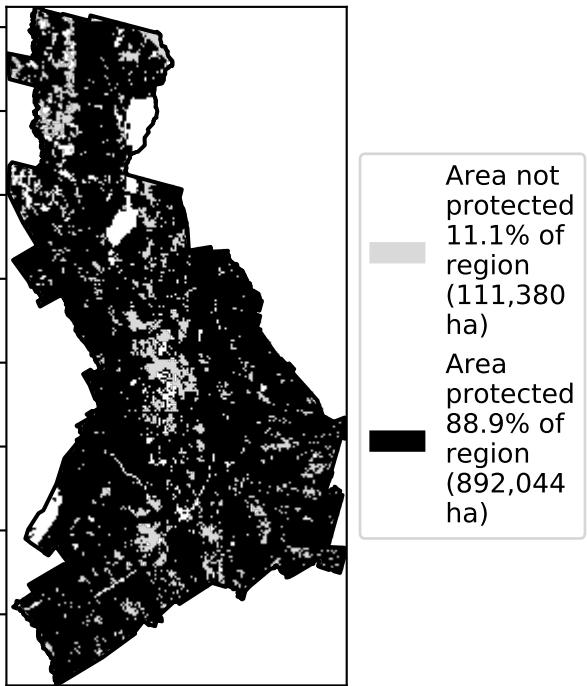 Area not
protected
11.1% of
region
(111,380
ha)
Area
protected
88.9% of
region
(892,044
ha)